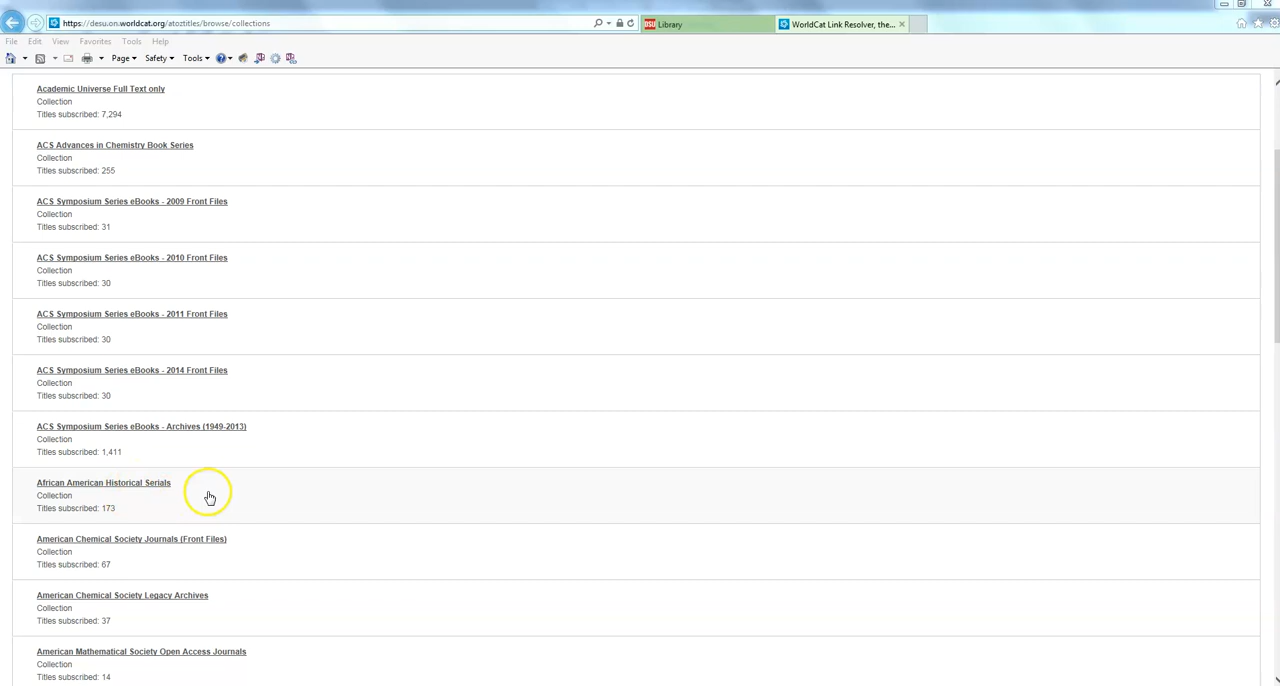 https://desu.on.worldcat.org/atoztitles/browse/collections
Library
WorldCat Link Resolver, the...
File Edit View Favorites Tools Help
Page Safety Tools
Academic Universe Full Text only
Collection
Titles subscribed: 7,294
ACS Advances in Chemistry Book Series
Collection
Titles subscribed: 255
ACS Symposium Series eBooks - 2009 Front Files
Collection
Titles subscribed: 31
ACS Symposium Series eBooks - 2010 Front Files
Collection
Titles subscribed: 30
ACS Symposium Series eBooks - 2011 Front Files
Collection
Titles subscribed: 30
ACS Symposium Series eBooks - 2014 Front Files
Collection
Titles subscribed: 30
ACS Symposium Series eBooks - Archives (1949-2013)
Collection
Titles subscribed: 1,411
African American Historical Serials
Collection
Titles subscribed: 173
American Chemical Society Journals (Front Files)
Collection
Titles subscribed: 67
American Chemical Society Legacy Archives
Collection
Titles subscribed: 37
American Mathematical Society Open Access Journals
Collection
Titles subscribed: 14